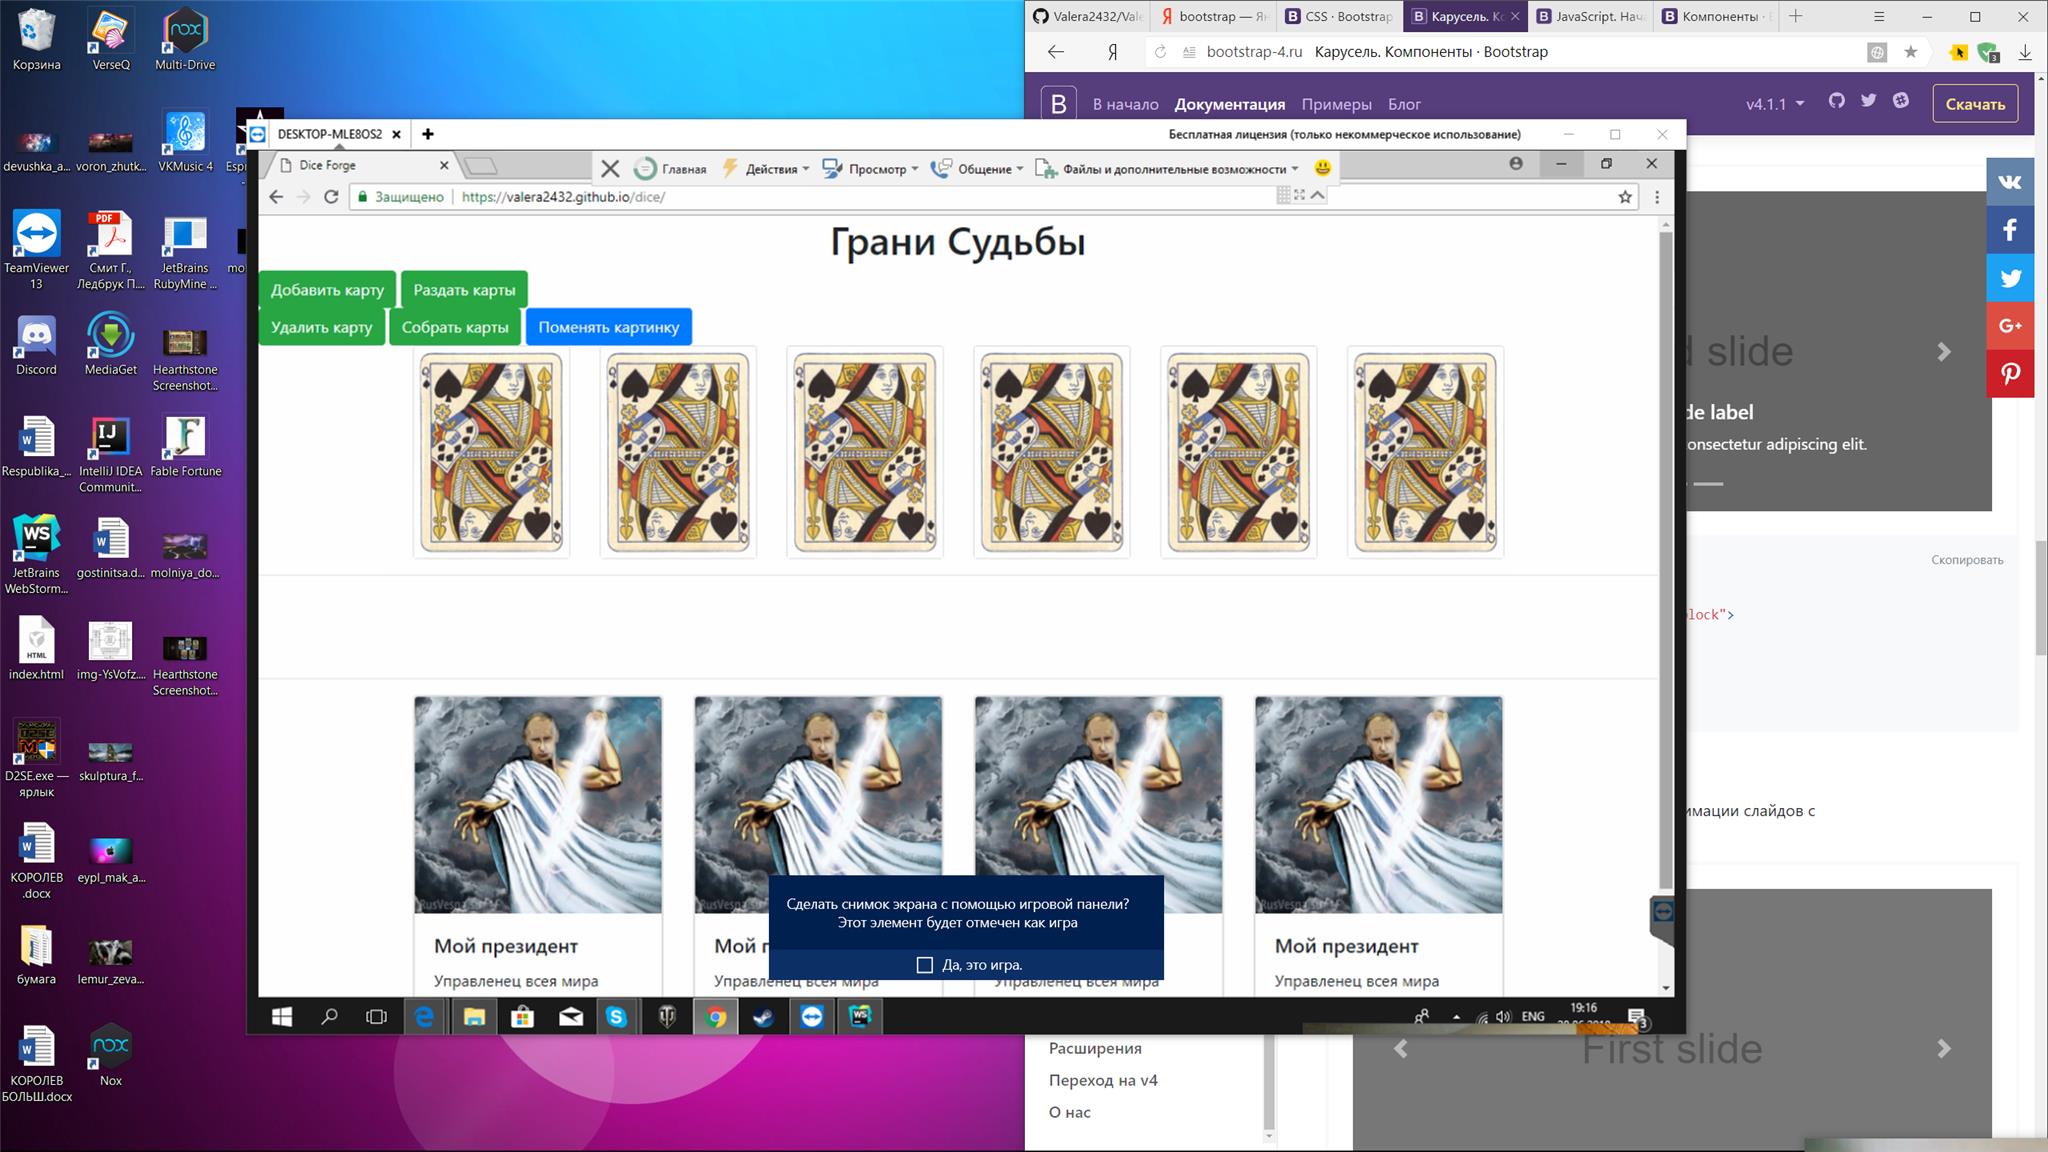 Корзина
VerseQ
Multi-Drive
devushka_a...
voron_zhutk...
VKMusic 4
TeamViewer
13
PDF
Смит Г.,
Ледбрук П....
JetBrains
RubyMine ...
Discord
MediaGet
Hearthstone
Screenshot...
Respublika_...
IJ
IntelliJ IDEA
Communit...
Fable Fortune
WS
JetBrains
WebStorm...
gostinitsa.d...
molniya_do...
HTML
index.html
img-YsVofz....
Hearthstone
Screenshot...
D2SE.exe —
ярлык
skulptura_f...
КОРОЛЕВ
.docx
eypl_mak_a...
бумага
lemur_zeva...
КОРОЛЕВ
БОЛЬШ.docx
nox
Nox
Valera2432/Vale
bootstrap — Ян
CSS · Bootstrap
Карусель. Ко
JavaScript. Нача
Компоненты · B
bootstrap-4.ru Карусель. Компоненты · Bootstrap
В начало Документация Примеры Блог v4.1.1 Скачать
DESKTOP-MLE8OS2
Бесплатная лицензия (только некоммерческое использование)
Dice Forge
Главная Действия Просмотр Общение Файлы и дополнительные возможности
Защищено https://valera2432.github.io/dice/
Грани Судьбы
Добавить карту Раздать карты
Удалить карту Собрать карты Поменять картинку
Мой президент
Управленец всея мира
Мой п
Управленец всея мира
Управленец всея мира
Мой президент
Управленец всея мира
Сделать снимок экрана с помощью игровой панели?
Этот элемент будет отмечен как игра
Да, это игра.
ENG
19:16
3
d slide
de label
onsectetur adipiscing elit.
Скопировать
lock">
имации слайдов с
First slide
Расширения
Переход на v4
О нас